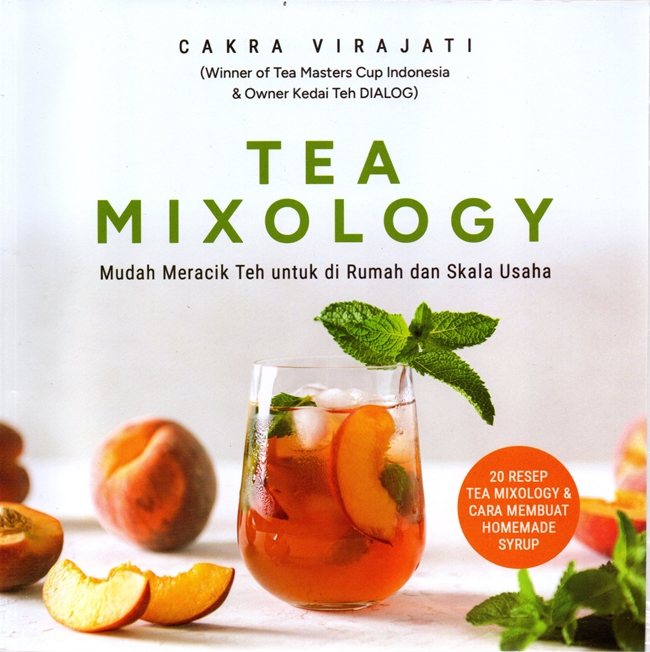 CAKRA VIRAJATI
(Winner of Tea Masters Cup Indonesia
& Owner Kedai Teh DIALOG)
TEA
MIXOLOGY
Mudah Meracik Teh untuk di Rumah dan Skala Usaha
20 RESEP
TEA MIXOLOGY &
CARA MEMBUAT
HOMEMADE
SYRUP